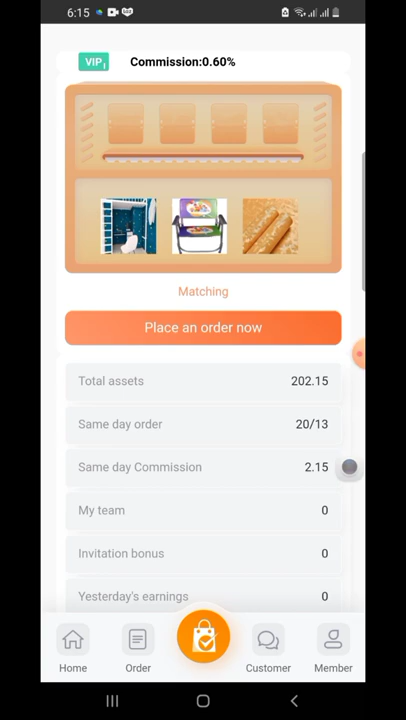 6:15
VIP1
Commission:0.60%
Matching
Place an order now
Total assets 202.15
Same day order 20/13
Same day Commission 2.15
My team 0
Invitation bonus 0
Yesterday's earnings 0
Home Order Customer Member